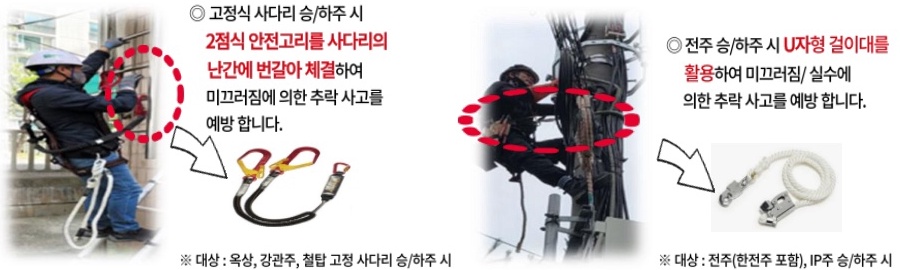 ◎ 고정식 사다리 승/하주 시
2점식 안전고리를 사다리의
난간에 번갈아 체결하여
미끄러짐에 의한 추락 사고를
예방 합니다.
※ 대상 : 옥상, 강관주, 철탑 고정 사다리 승/하주 시
◎ 전주 승/하주 시 U자형 걸이대를
활용하여 미끄러짐/ 실수에
의한 추락 사고를 예방 합니다.
※ 대상 : 전주(한전주 포함), IP주 승/하주 시